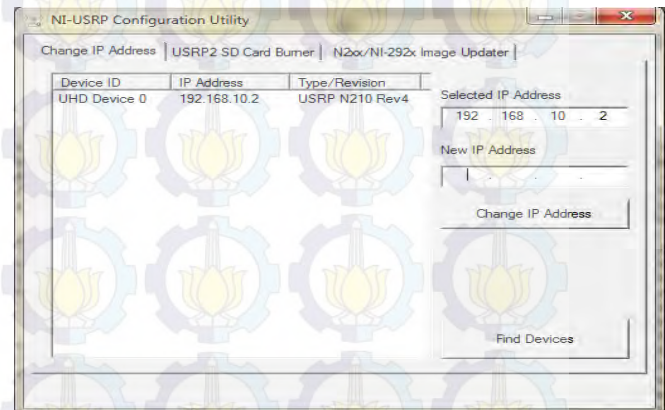 NI-USRP Configuration Utility
Change IP Address USRP2 SD Card Burner N2xx/NI-292x Image Updater
Device ID IP Address Type/Revision
UHD Device 0 192.168.10.2 USRP N210 Rev4
Selected IP Address
192 . 168 . 10 . 2
New IP Address
. . .
Change IP Address
Find Devices